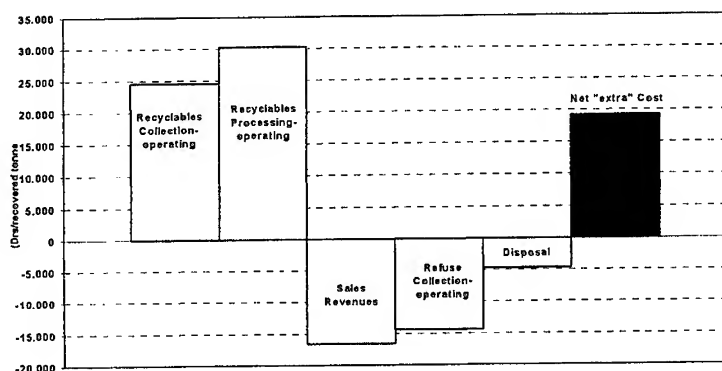 35.000
30.000
25.000
20.000
15.000
10.000
5.000
0
-5.000
-10.000
-15.000
-20.000
(Drs/recovered tonne
Recyclables
Collection-
operating
Recyclables
Processing-
operating
Sales
Revenues
Refuse
Collection-
operating
Disposal
Net "extra" Cost